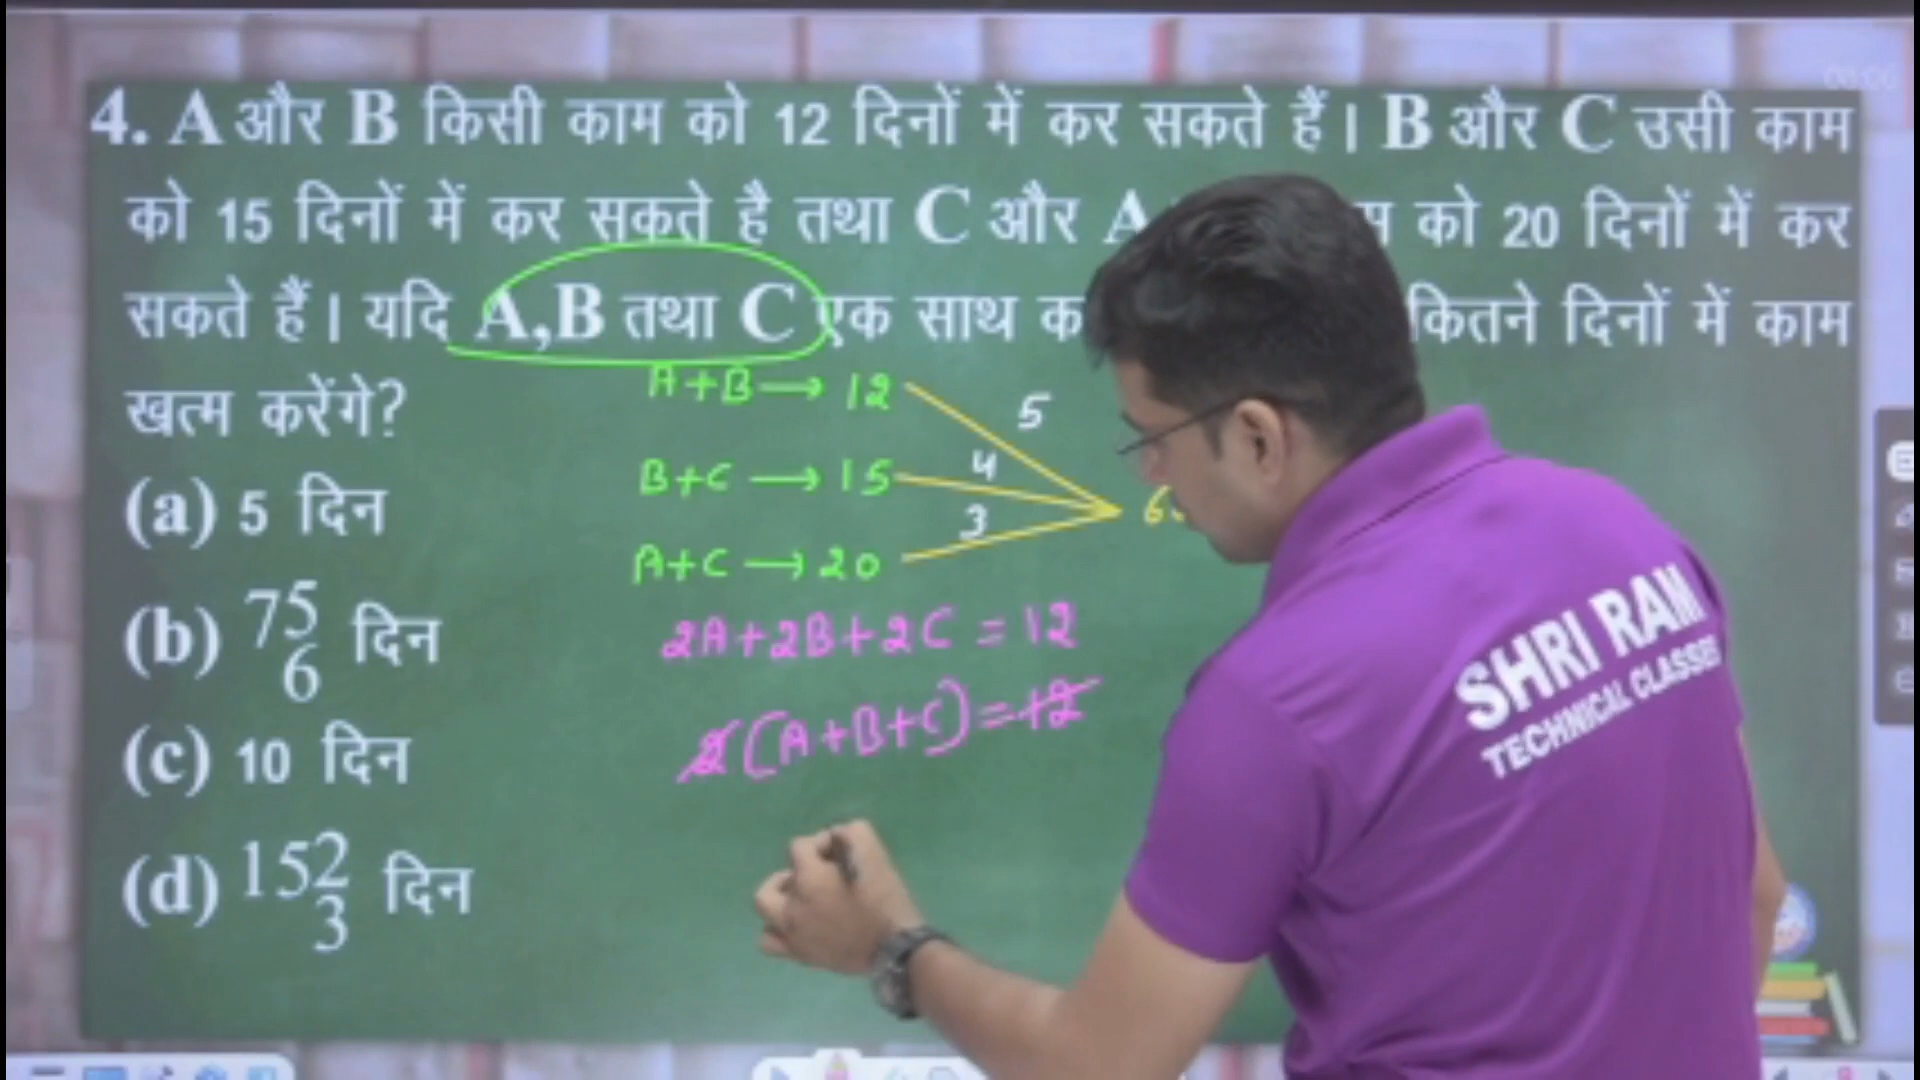 4. A और B किसी काम को 12 दिनों में कर सकते हैं। B और C उसी काम
को 15 दिनों में कर सकते है तथा C और A को 20 दिनों में कर
सकते हैं। यदि A,B तथा C एक साथ कितने दिनों में काम
खत्म करेंगे?
(a) 5 दिन
(b) 75/6 दिन
(c) 10 दिन
(d) 152/3 दिन
A+B → 12
5
B+C → 15
4
3
A+C → 20
2A+2B+2C = 12
2(A+B+C) = 12
SHRI RAM
TECHNICAL CLASSES